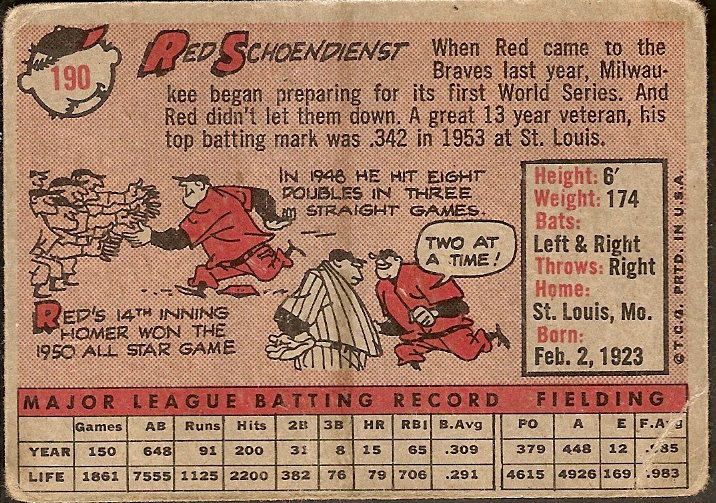 190
RED SCHOENDIENST
When Red came to the
Braves last year, Milwau-
kee began preparing for its first World Series. And
Red didn't let them down. A great 13 year veteran, his
top batting mark was .342 in 1953 at St. Louis.
IN 1948 HE HIT EIGHT
DOUBLES IN THREE
STRAIGHT GAMES
TWO AT
A TIME!
RED'S 14TH INNING
HOMER WON THE
1950 ALL STAR GAME
Height: 6'
Weight: 174
Bats:
Left & Right
Throws: Right
Home:
St. Louis, Mo.
Born:
Feb. 2, 1923
© T.C.G. PRTD. IN U.S.A.
MAJOR LEAGUE BATTING RECORD FIELDING
Games AB Runs Hits 2B 3B HR RBI B.Avg PO A E F.Avg
YEAR 150 648 91 200 31 8 15 65 .309 379 448 12 .985
LIFE 1861 7555 1125 2200 382 76 79 706 .291 4615 4926 169 .983